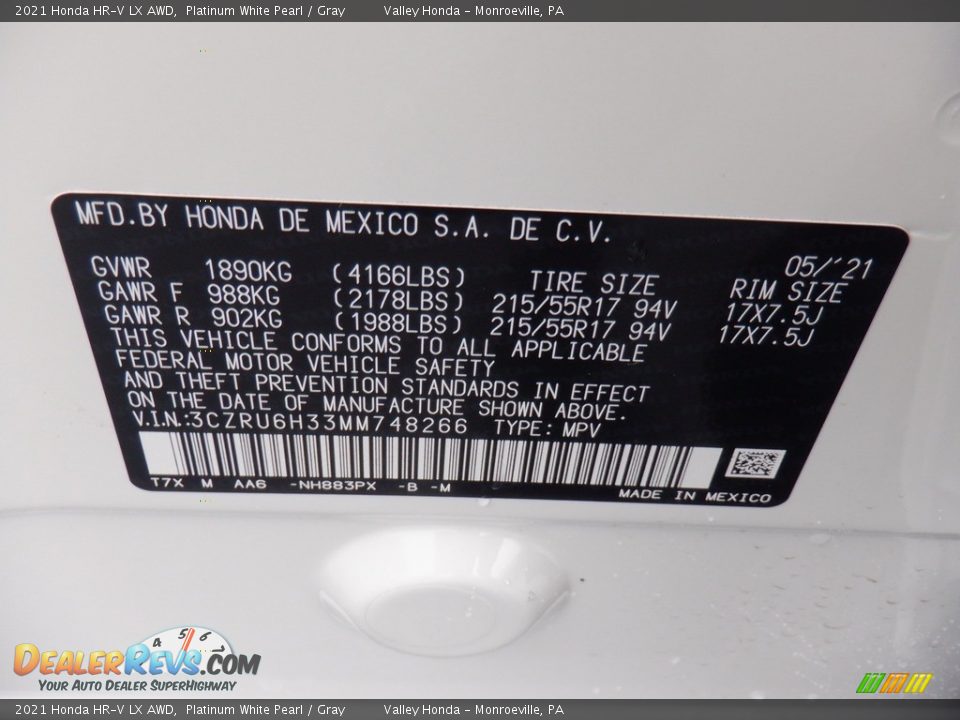 2021 Honda HR-V LX AWD, Platinum White Pearl / Gray Valley Honda - Monroeville, PA
MFD.BY HONDA DE MEXICO S.A. DE C.V.
05/'21
GVWR 1890KG (4166LBS) TIRE SIZE RIM SIZE
GAWR F 988KG (2178LBS) 215/55R17 94V 17X7.5J
GAWR R 902KG (1988LBS) 215/55R17 94V 17X7.5J
THIS VEHICLE CONFORMS TO ALL APPLICABLE
FEDERAL MOTOR VEHICLE SAFETY
AND THEFT PREVENTION STANDARDS IN EFFECT
ON THE DATE OF MANUFACTURE SHOWN ABOVE.
V.I.N.:3CZRU6H33MM748266 TYPE: MPV
T7X M AA6 -NH883PX -B -M
MADE IN MEXICO
4 5 6
DEALERREVS.COM
YOUR AUTO DEALER SUPERHIGHWAY
2021 Honda HR-V LX AWD, Platinum White Pearl / Gray Valley Honda - Monroeville, PA